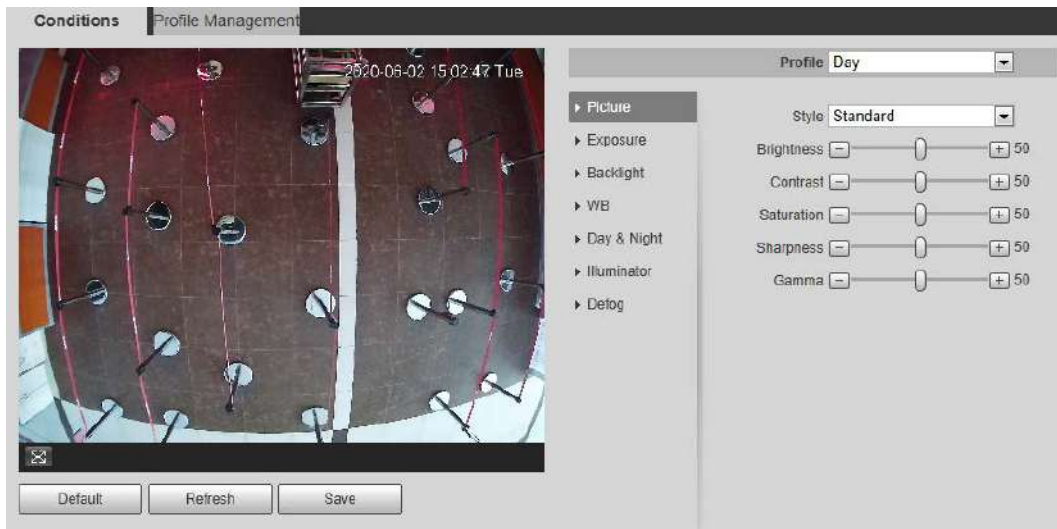 Conditions
Profile Management
2020-06-02 15:02:47 Tue
Profile Day
Picture
Exposure
Backlight
WB
Day & Night
Illuminator
Defog
Style Standard
Brightness 50
Contrast 50
Saturation 50
Sharpness 50
Gamma 50
Default
Refresh
Save